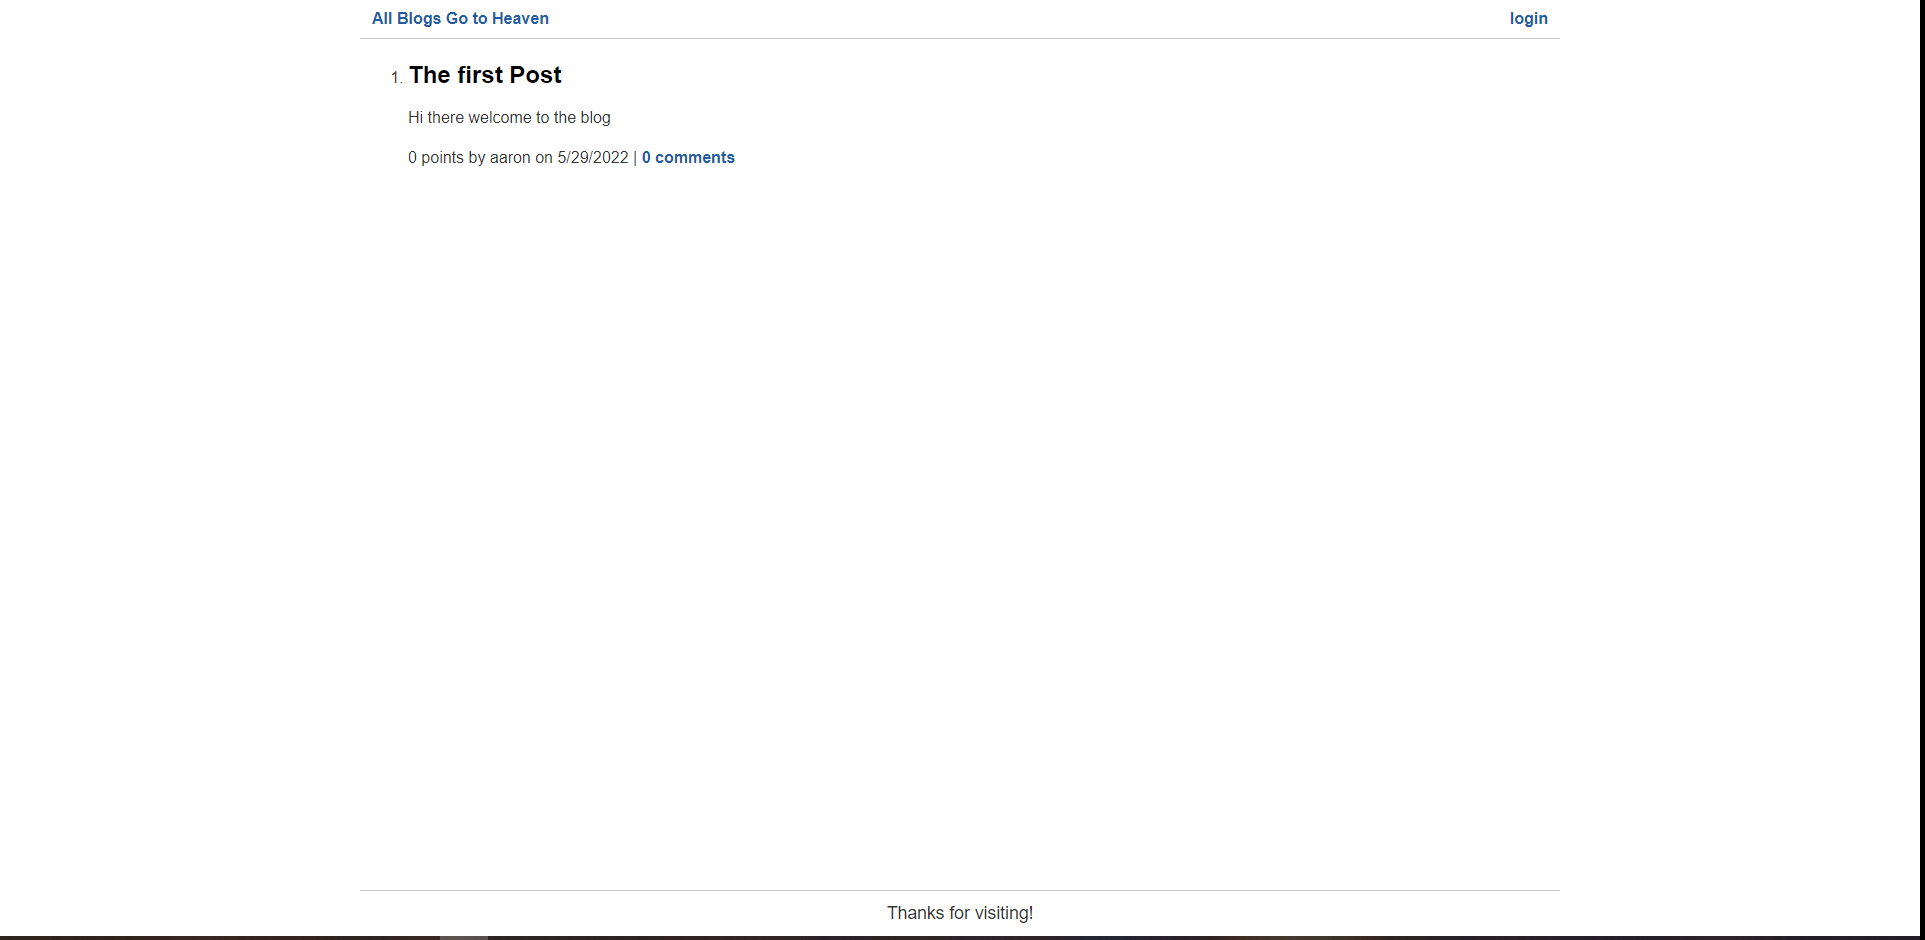 All Blogs Go to Heaven login
1. The first Post
Hi there welcome to the blog
0 points by aaron on 5/29/2022 | 0 comments
Thanks for visiting!